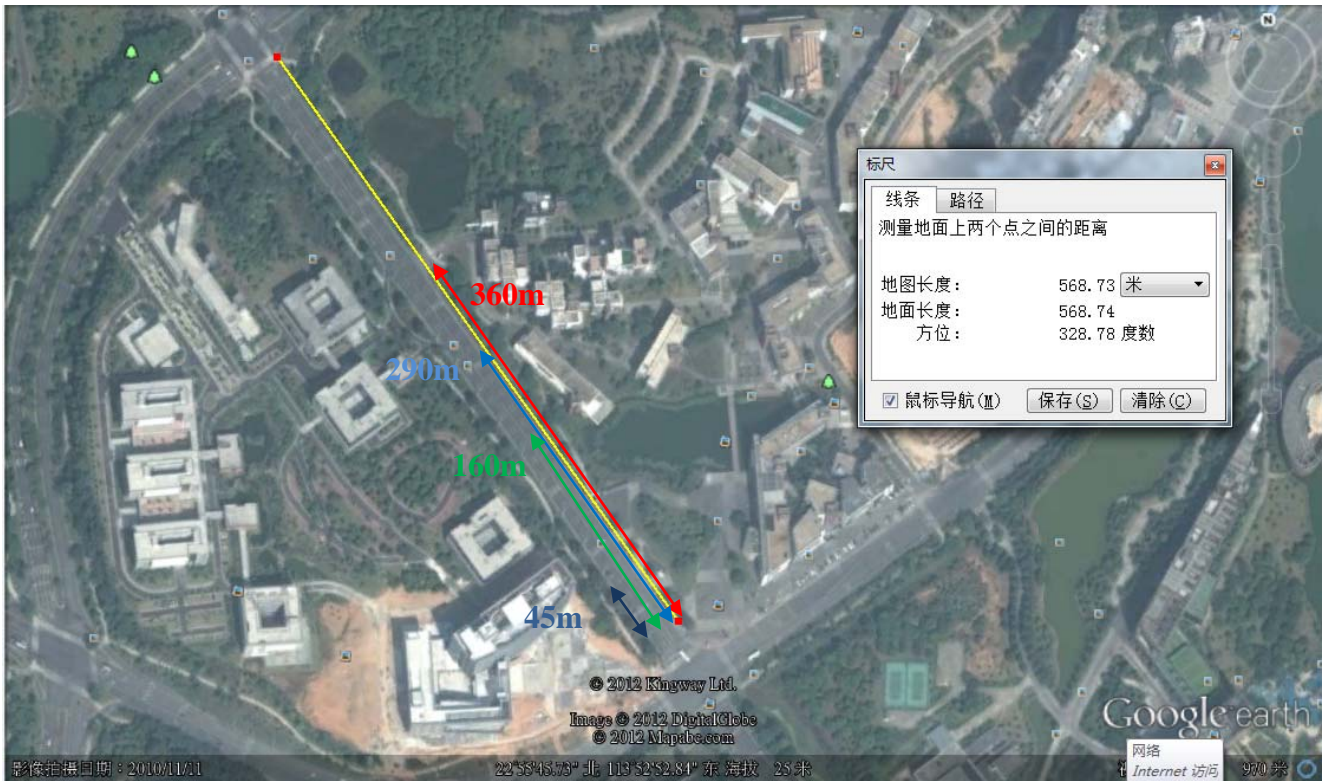 N
标尺
线条 路径
测量地面上两个点之间的距离
地图长度： 568.73 米
地面长度： 568.74
方位： 328.78 度数
鼠标导航(M) 保存(S) 清除(C)
360m
290m
160m
45m
© 2012 Kingway Ltd.
Image © 2012 DigitalGlobe
© 2012 Mapabc.com
Google earth
网络
Internet 访问
影像拍摄日期：2010/11/11 22°55'45.73" 北 113°52'52.84" 东 海拔 25 米 970 米